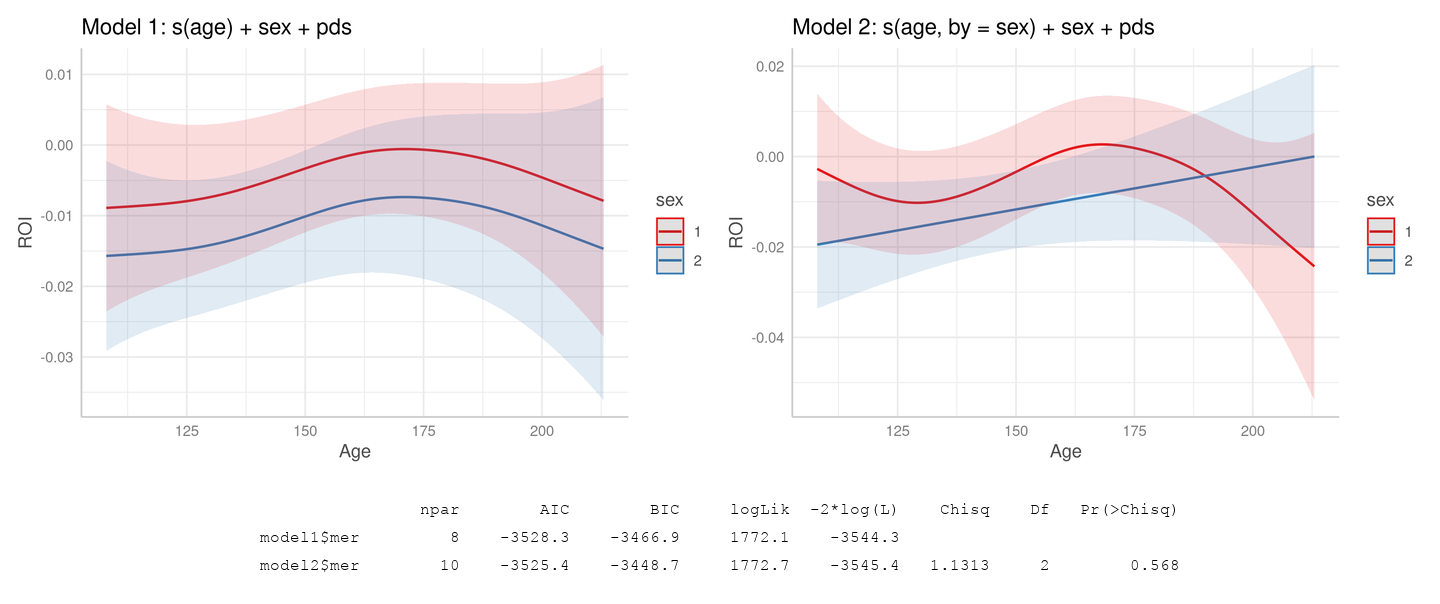 Model 1: s(age) + sex + pds
0.01
0.00
-0.01
-0.02
-0.03
ROI
125 150 175 200
Age
sex
1
2
Model 2: s(age, by = sex) + sex + pds
0.02
0.00
-0.02
-0.04
ROI
125 150 175 200
Age
sex
1
2
npar AIC BIC logLik -2*log(L) Chisq Df Pr(>Chisq)
model1$mer 8 -3528.3 -3466.9 1772.1 -3544.3
model2$mer 10 -3525.4 -3448.7 1772.7 -3545.4 1.1313 2 0.568